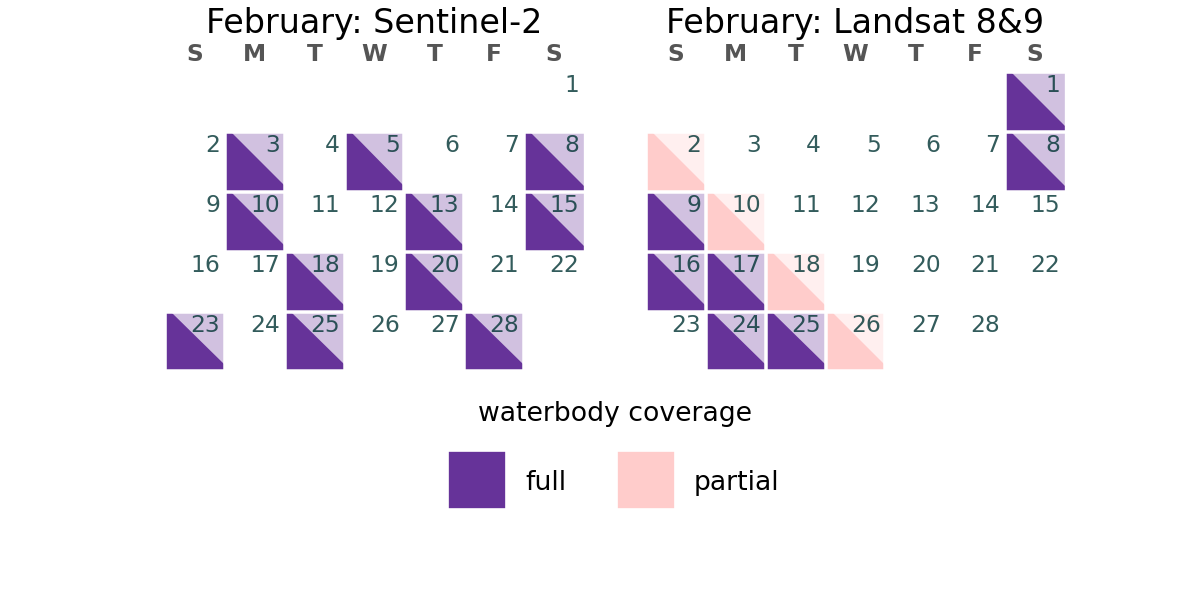 February: Sentinel-2
S M T W T F S
1
2 3 4 5 6 7 8
9 10 11 12 13 14 15
16 17 18 19 20 21 22
23 24 25 26 27 28
February: Landsat 8&9
S M T W T F S
1
2 3 4 5 6 7 8
9 10 11 12 13 14 15
16 17 18 19 20 21 22
23 24 25 26 27 28
waterbody coverage
full
partial